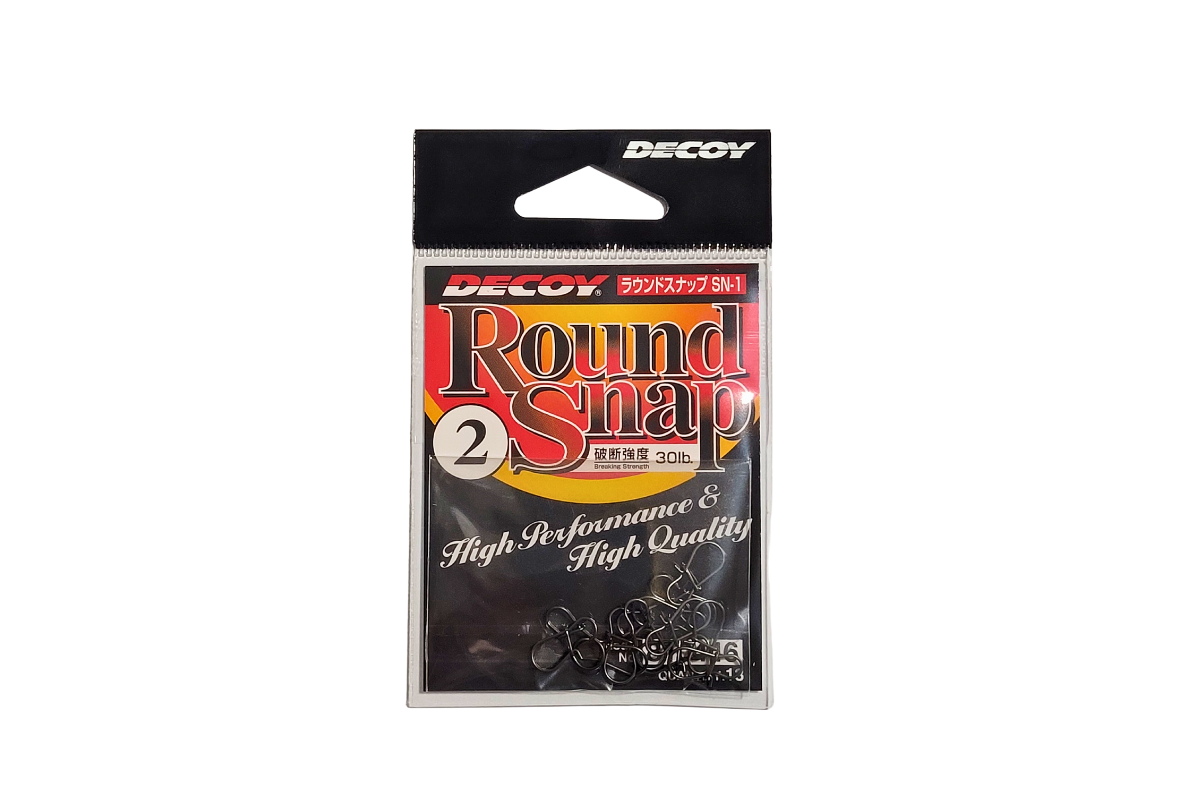 DECOY
DECOY® ラウンドスナップ SN-1
Round
Snap
2
破断強度 30lb.
Breaking Strength
High Performance &
High Quality